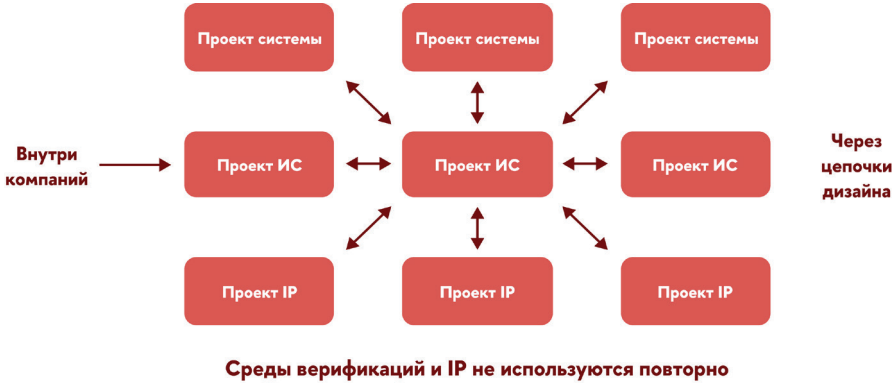 Проект системы
Проект системы
Проект системы
Внутри
компаний
Проект ИС
Проект ИС
Проект ИС
Через
цепочки
дизайна
Проект IP
Проект IP
Проект IP
Среды верификаций и IP не используются повторно